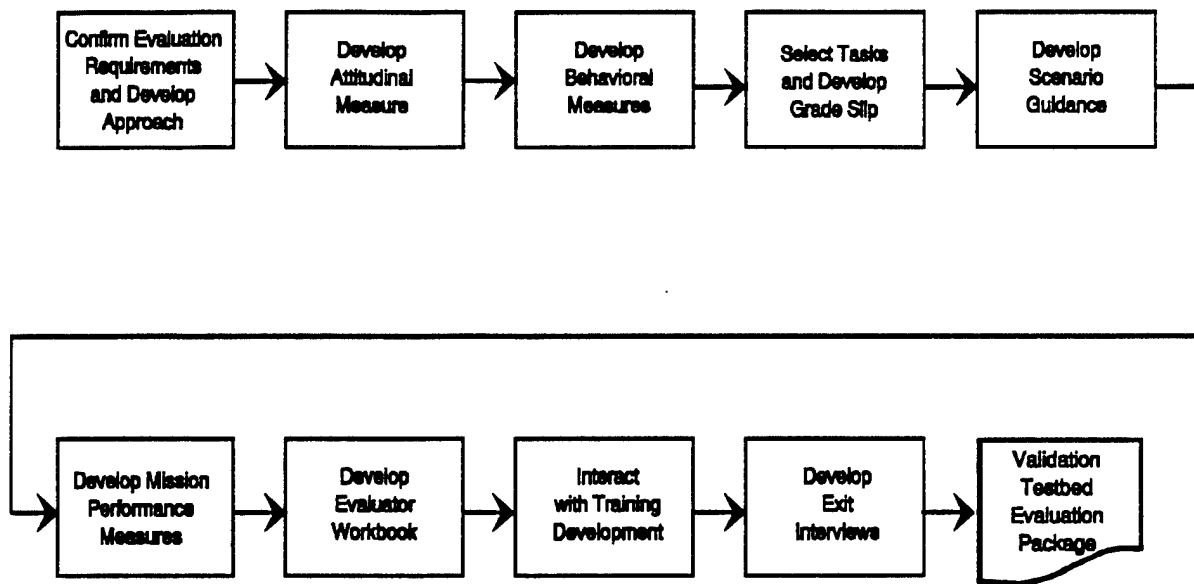 Confirm Evaluation
Requirements
and Develop
Approach
Develop
Attitudinal
Measure
Develop
Behavioral
Measures
Select Tasks
and Develop
Grade Slip
Develop
Scenario
Guidance
Develop Mission
Performance
Measures
Develop
Evaluator
Workbook
Interact
with Training
Development
Develop
Exit
Interviews
Validation
Testbed
Evaluation
Package